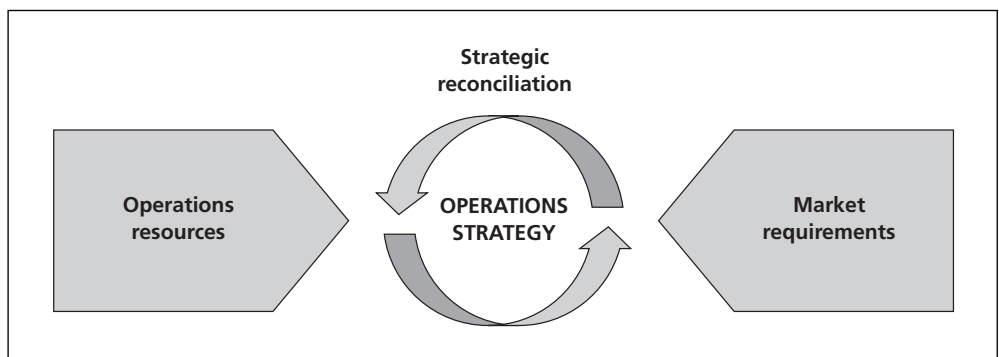 Strategic
reconciliation
Operations
resources
OPERATIONS
STRATEGY
Market
requirements